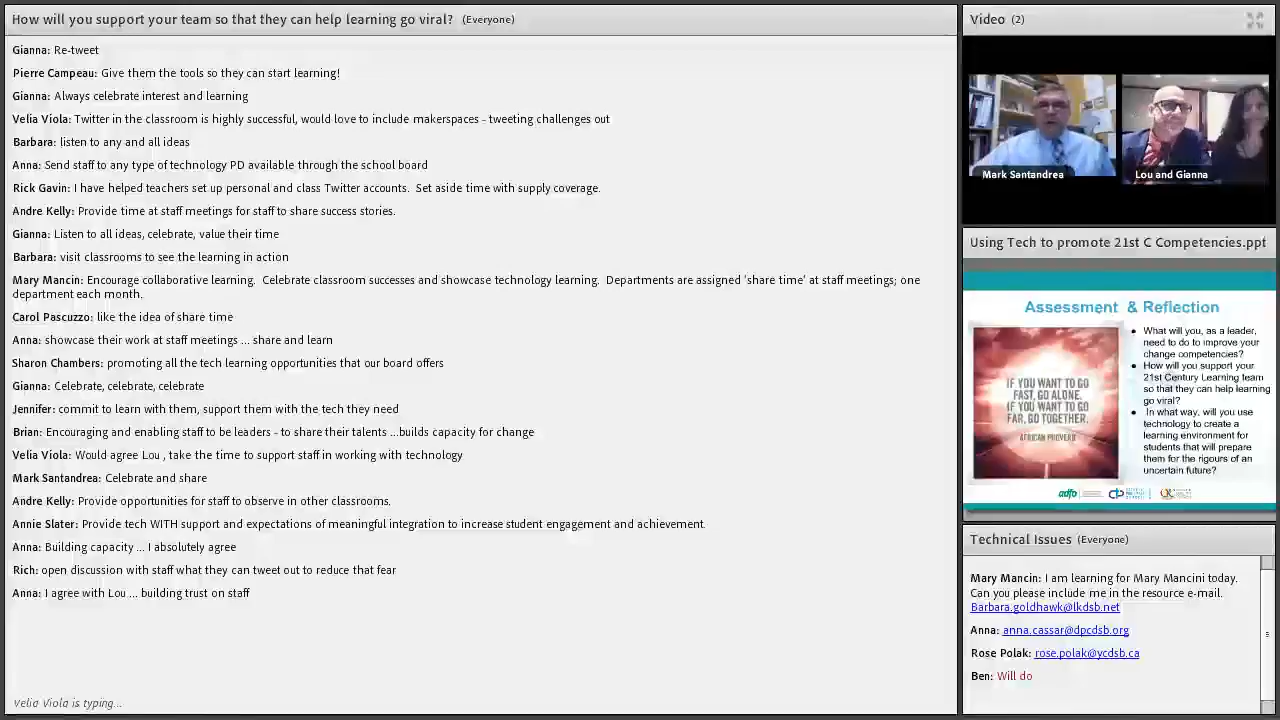 How will you support your team so that they can help learning go viral? (Everyone)
Gianna: Re-tweet
Pierre Campeau: Give them the tools so they can start learning!
Gianna: Always celebrate interest and learning
Velia Viola: Twitter in the classroom is highly successful, would love to include makerspaces - tweeting challenges out
Barbara: listen to any and all ideas
Anna: Send staff to any type of technology PD available through the school board
Rick Gavin: I have helped teachers set up personal and class Twitter accounts. Set aside time with supply coverage.
Andre Kelly: Provide time at staff meetings for staff to share success stories.
Gianna: Listen to all ideas, celebrate, value their time
Barbara: visit classrooms to see the learning in action
Mary Mancin: Encourage collaborative learning. Celebrate classroom successes and showcase technology learning. Departments are assigned 'share time' at staff meetings; one
department each month.
Carol Pascuzzo: like the idea of share time
Anna: showcase their work at staff meetings ... share and learn
Sharon Chambers: promoting all the tech learning opportunities that our board offers
Gianna: Celebrate, celebrate, celebrate
Jennifer: commit to learn with them, support them with the tech they need
Brian: Encouraging and enabling staff to be leaders - to share their talents ...builds capacity for change
Velia Viola: Would agree Lou , take the time to support staff in working with technology
Mark Santandrea: Celebrate and share
Andre Kelly: Provide opportunities for staff to observe in other classrooms.
Annie Slater: Provide tech WITH support and expectations of meaningful integration to increase student engagement and achievement.
Anna: Building capacity ... I absolutely agree
Rich: open discussion with staff what they can tweet out to reduce that fear
Anna: I agree with Lou ... building trust on staff
Velia Viola is typing...
Video (2)
Mark Santandrea
Lou and Gianna
Using Tech to promote 21st C Competencies.ppt
Assessment & Reflection
IF YOU WANT TO GO
FAST, GO ALONE.
IF YOU WANT TO GO
FAR, GO TOGETHER.
AFRICAN PROVERB
• What will you, as a leader,
need to do to improve your
change competencies?
• How will you support your
21st Century Learning team
so that they can help learning
go viral?
• In what way, will you use
technology to create a
learning environment for
students that will prepare
them for the rigours of an
uncertain future?
adfo
Technical Issues (Everyone)
Mary Mancin: I am learning for Mary Mancini today.
Can you please include me in the resource e-mail.
Barbara.goldhawk@lkdsb.net
Anna: anna.cassar@dpcdsb.org
Rose Polak: rose.polak@ycdsb.ca
Ben: Will do